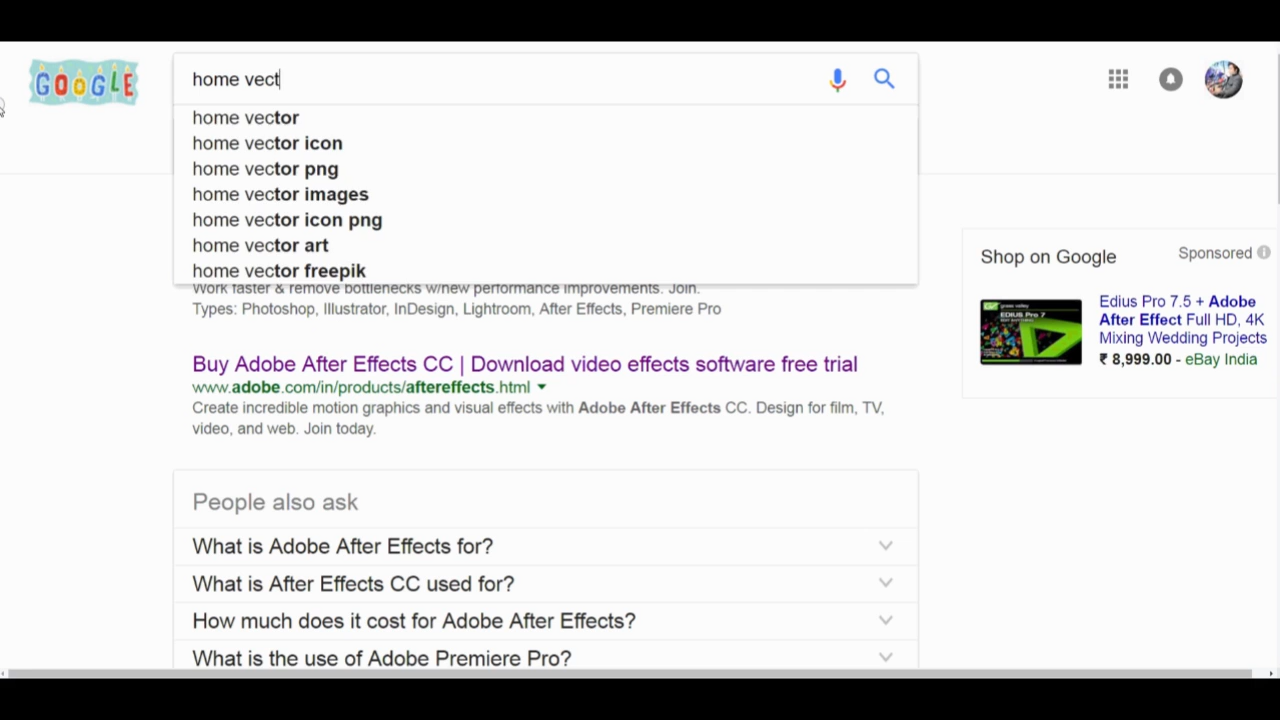 GOOGLE
home vect
home vector
home vector icon
home vector png
home vector images
home vector icon png
home vector art
home vector freepik
Work faster & remove bottlenecks w/new performance improvements. Join.
Types: Photoshop, Illustrator, InDesign, Lightroom, After Effects, Premiere Pro
Buy Adobe After Effects CC | Download video effects software free trial
www.adobe.com/in/products/aftereffects.html
Create incredible motion graphics and visual effects with Adobe After Effects CC. Design for film, TV,
video, and web. Join today.
People also ask
What is Adobe After Effects for?
What is After Effects CC used for?
How much does it cost for Adobe After Effects?
What is the use of Adobe Premiere Pro?
Shop on Google
Sponsored
EDIUS Pro 7
Edius Pro 7.5 + Adobe
After Effect Full HD, 4K
Mixing Wedding Projects
₹ 8,999.00 - eBay India